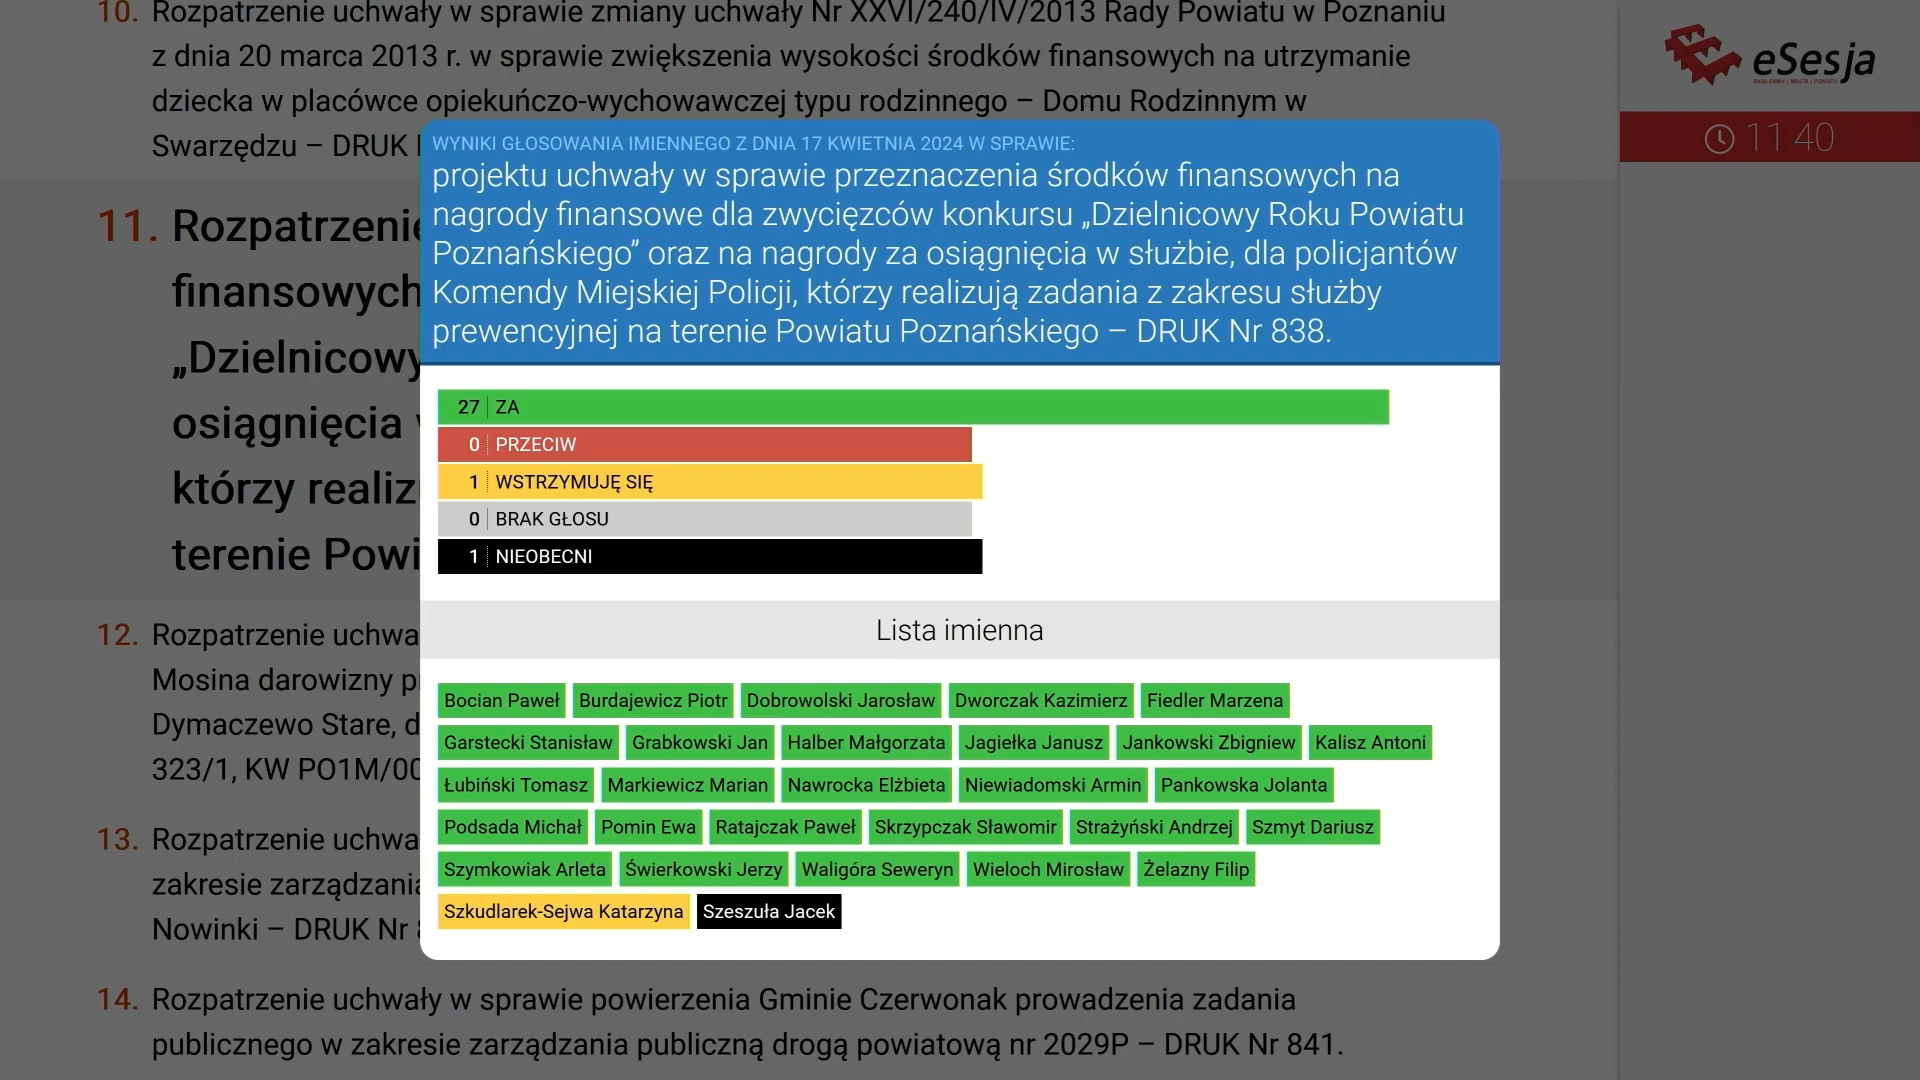 10. Rozpatrzenie uchwały w sprawie zmiany uchwały Nr XXVI/240/IV/2013 Rady Powiatu w Poznaniu
z dnia 20 marca 2013 r. w sprawie zwiększenia wysokości środków finansowych na utrzymanie
dziecka w placówce opiekuńczo-wychowawczej typu rodzinnego – Domu Rodzinnym w
Swarzędzu – DRUK
eSesja
11:40
WYNIKI GŁOSOWANIA IMIENNEGO Z DNIA 17 KWIETNIA 2024 W SPRAWIE:
projektu uchwały w sprawie przeznaczenia środków finansowych na
nagrody finansowe dla zwycięzców konkursu „Dzielnicowy Roku Powiatu
Poznańskiego” oraz na nagrody za osiągnięcia w służbie, dla policjantów
Komendy Miejskiej Policji, którzy realizują zadania z zakresu służby
prewencyjnej na terenie Powiatu Poznańskiego – DRUK Nr 838.
27 ZA
0 PRZECIW
1 WSTRZYMUJĘ SIĘ
0 BRAK GŁOSU
1 NIEOBECNI
Lista imienna
Bocian Paweł Burdajewicz Piotr Dobrowolski Jarosław Dworczak Kazimierz Fiedler Marzena
Garstecki Stanisław Grabkowski Jan Halber Małgorzata Jagiełka Janusz Jankowski Zbigniew Kalisz Antoni
Łubiński Tomasz Markiewicz Marian Nawrocka Elżbieta Niewiadomski Armin Pankowska Jolanta
Podsada Michał Pomin Ewa Ratajczak Paweł Skrzypczak Sławomir Strażyński Andrzej Szmyt Dariusz
Szymkowiak Arleta Świerkowski Jerzy Waligóra Seweryn Wieloch Mirosław Żelazny Filip
Szkudlarek-Sejwa Katarzyna Szeszuła Jacek
11. Rozpatrzenie
finansowych
„Dzielnicowy
osiągnięcia
którzy realiz
terenie Powi
12. Rozpatrzenie uchwa
Mosina darowizny
Dymaczewo Stare, d
323/1, KW PO1M/00
13. Rozpatrzenie uchwa
zakresie zarządzania
Nowinki – DRUK Nr
14. Rozpatrzenie uchwały w sprawie powierzenia Gminie Czerwonak prowadzenia zadania
publicznego w zakresie zarządzania publiczną drogą powiatową nr 2029P – DRUK Nr 841.